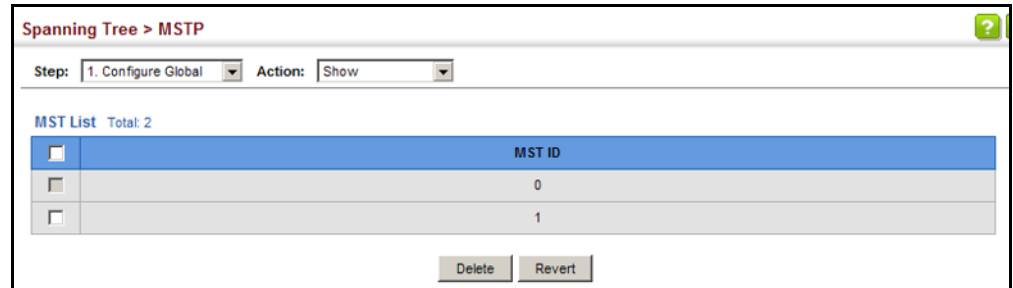 Spanning Tree > MSTP
?
Step: 1. Configure Global Action: Show
MST List Total: 2
MST ID
0
1
Delete Revert